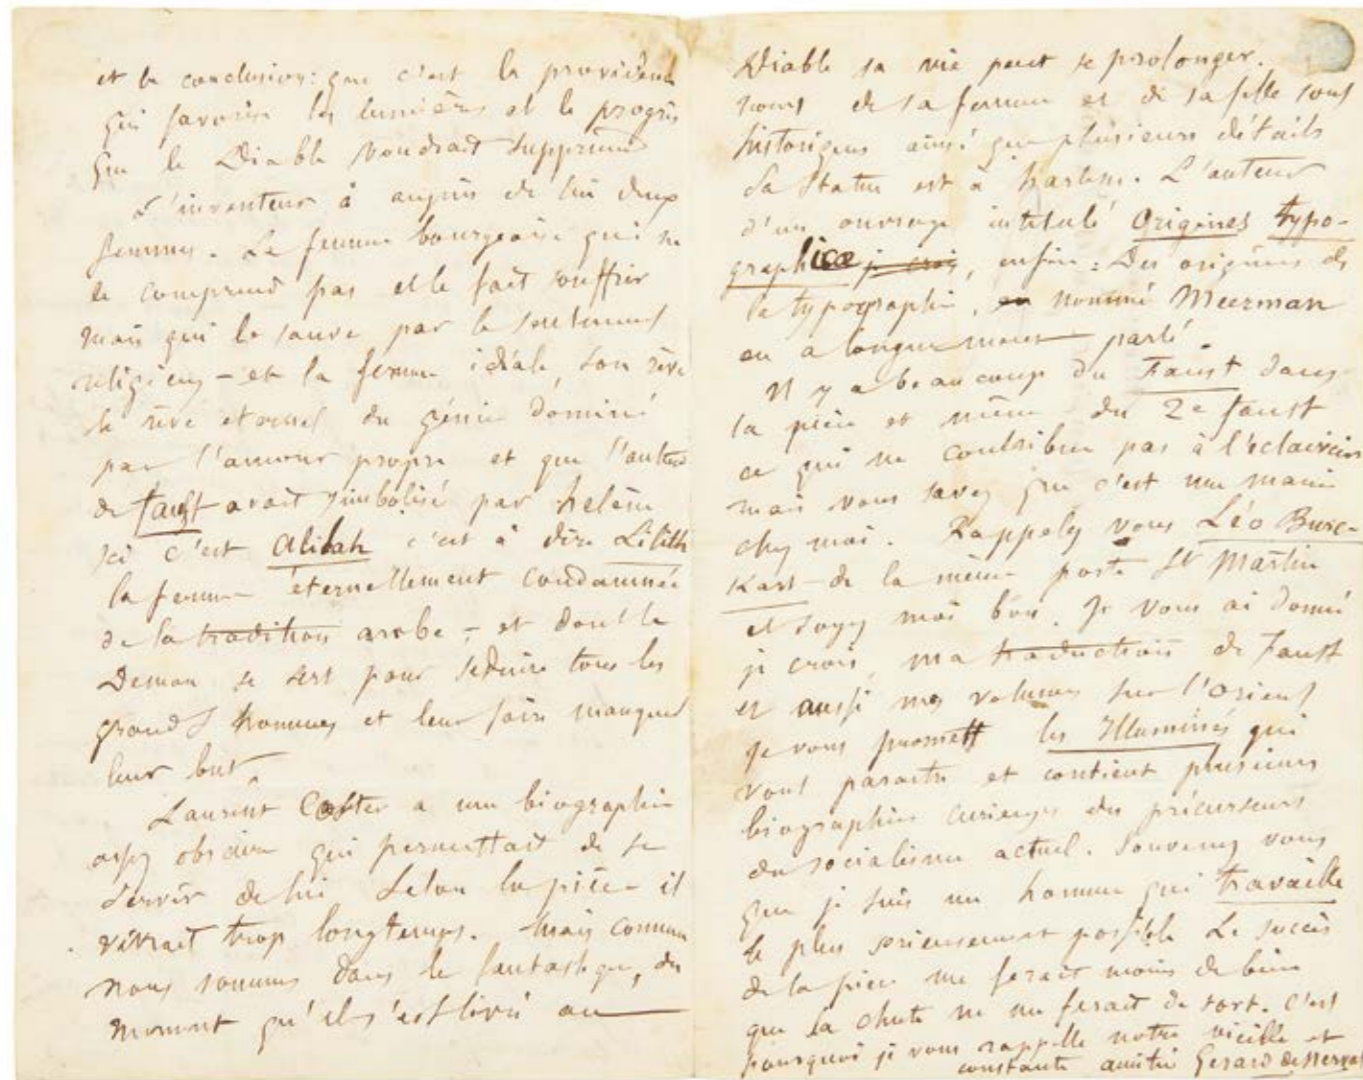 et la conclusion : que c'est la providence
qui favorise les lumières et le progrès
que le Diable voudrait supprimer
L'inventeur à auprès de lui deux
femmes. La femme bourgeoise qui ne
le comprend pas et le fait souffrir
mais qui le sauve par le sentiment
religieux – et la femme idéale, son rêve
le rêve eternel du génie dominé
par l'amour propre et que l'auteur
de Faust avait simbolisé par helène
Ici c'est Alilah c'est à dire Lilith
la femme éternellement condamnée
de la tradition arabe – et dont le
Demon se sert pour séduire tous les
grands hommes et leur faire manquer
leur but.
Laurent Coster a une biographie
assez obscure qui permettait de se
servir de lui Selon la pièce il
vivrait trop longtemps. Mais comme
nous sommes dans le fantastique, du
moment qu'il s'est livré au
Diable sa vie peut se prolonger.
noms de sa femme et de sa fille sont
historiques ainsi que plusieurs détails
Sa statue est à harlem. L'auteur
d'un ouvrage intitulé Origines typo-
graphicæ je crois, enfin : Des origines de
la typographie, nommé Meerman
en a longuement parlé.
Il y a beaucoup du Faust dans
la pièce et même du 2e faust
ce qui ne contribue pas à l'éclaircir
mais vous savez que c'est une manie
chez moi. Rappelez vous Léo Burc-
Kart de la même porte St Martin
et soyez moi bon. Je vous ai donné
je crois, ma traduction de Faust
et aussi mes volumes sur l'orient
je vous promets les Illuminés qui
vont paraitre et contient plusieurs
biographies curieuses des précurseurs
du socialisme actuel. Souvenez vous
que je suis un homme qui travaille
le plus serieusement possible Le succès
de la pièce me ferait moins de bien
que la chute ne me ferait de tort. C'est
pourquoi je vous rappelle notre vieille et
constante amitié Gerard de Nerval